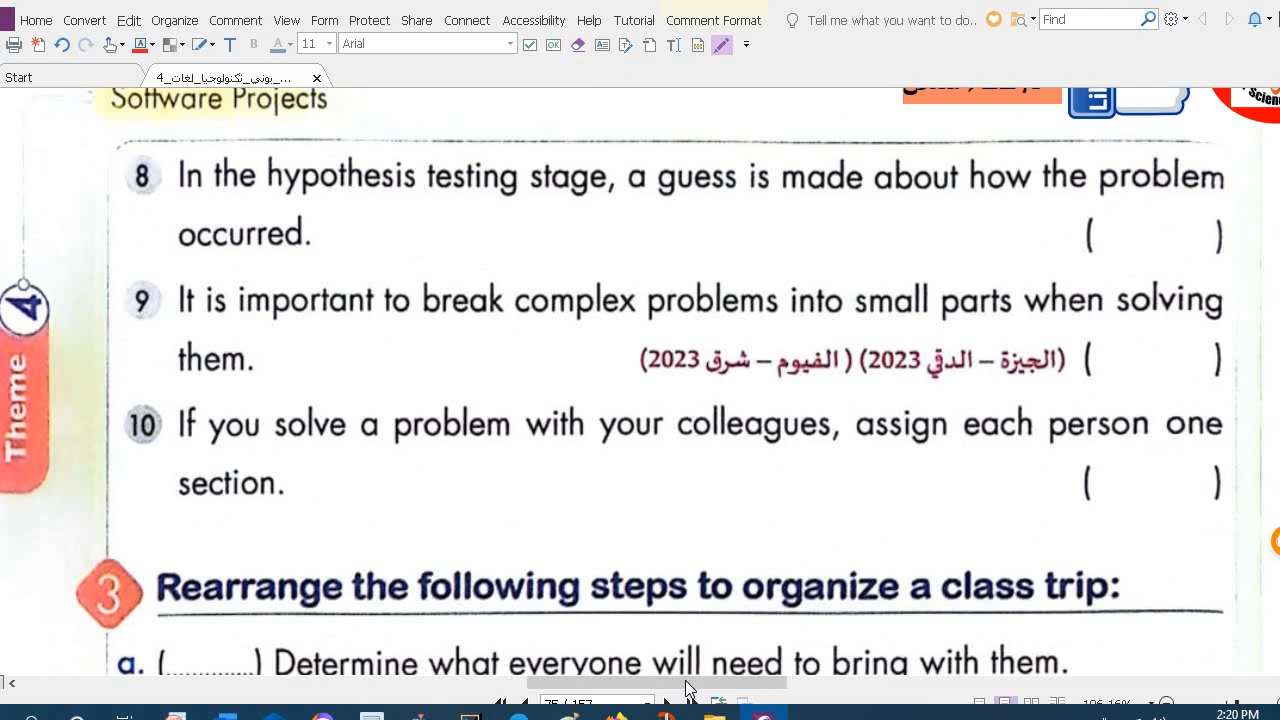 Home Convert Edit Organize Comment View Form Protect Share Connect Accessibility Help Tutorial Comment Format Tell me what you want to do.. Find
11 Arial
Start 4_بوني_تكنولوجيا_لغات_...
Software Projects
8 In the hypothesis testing stage, a guess is made about how the problem
occurred. ( )
9 It is important to break complex problems into small parts when solving
them. (الجيزة – الدقي 2023) (الفيوم – شرق 2023) ( )
10 If you solve a problem with your colleagues, assign each person one
section. ( )
Theme 4
3 Rearrange the following steps to organize a class trip:
a. (............) Determine what everyone will need to bring with them.
75 / 157
2:20 PM